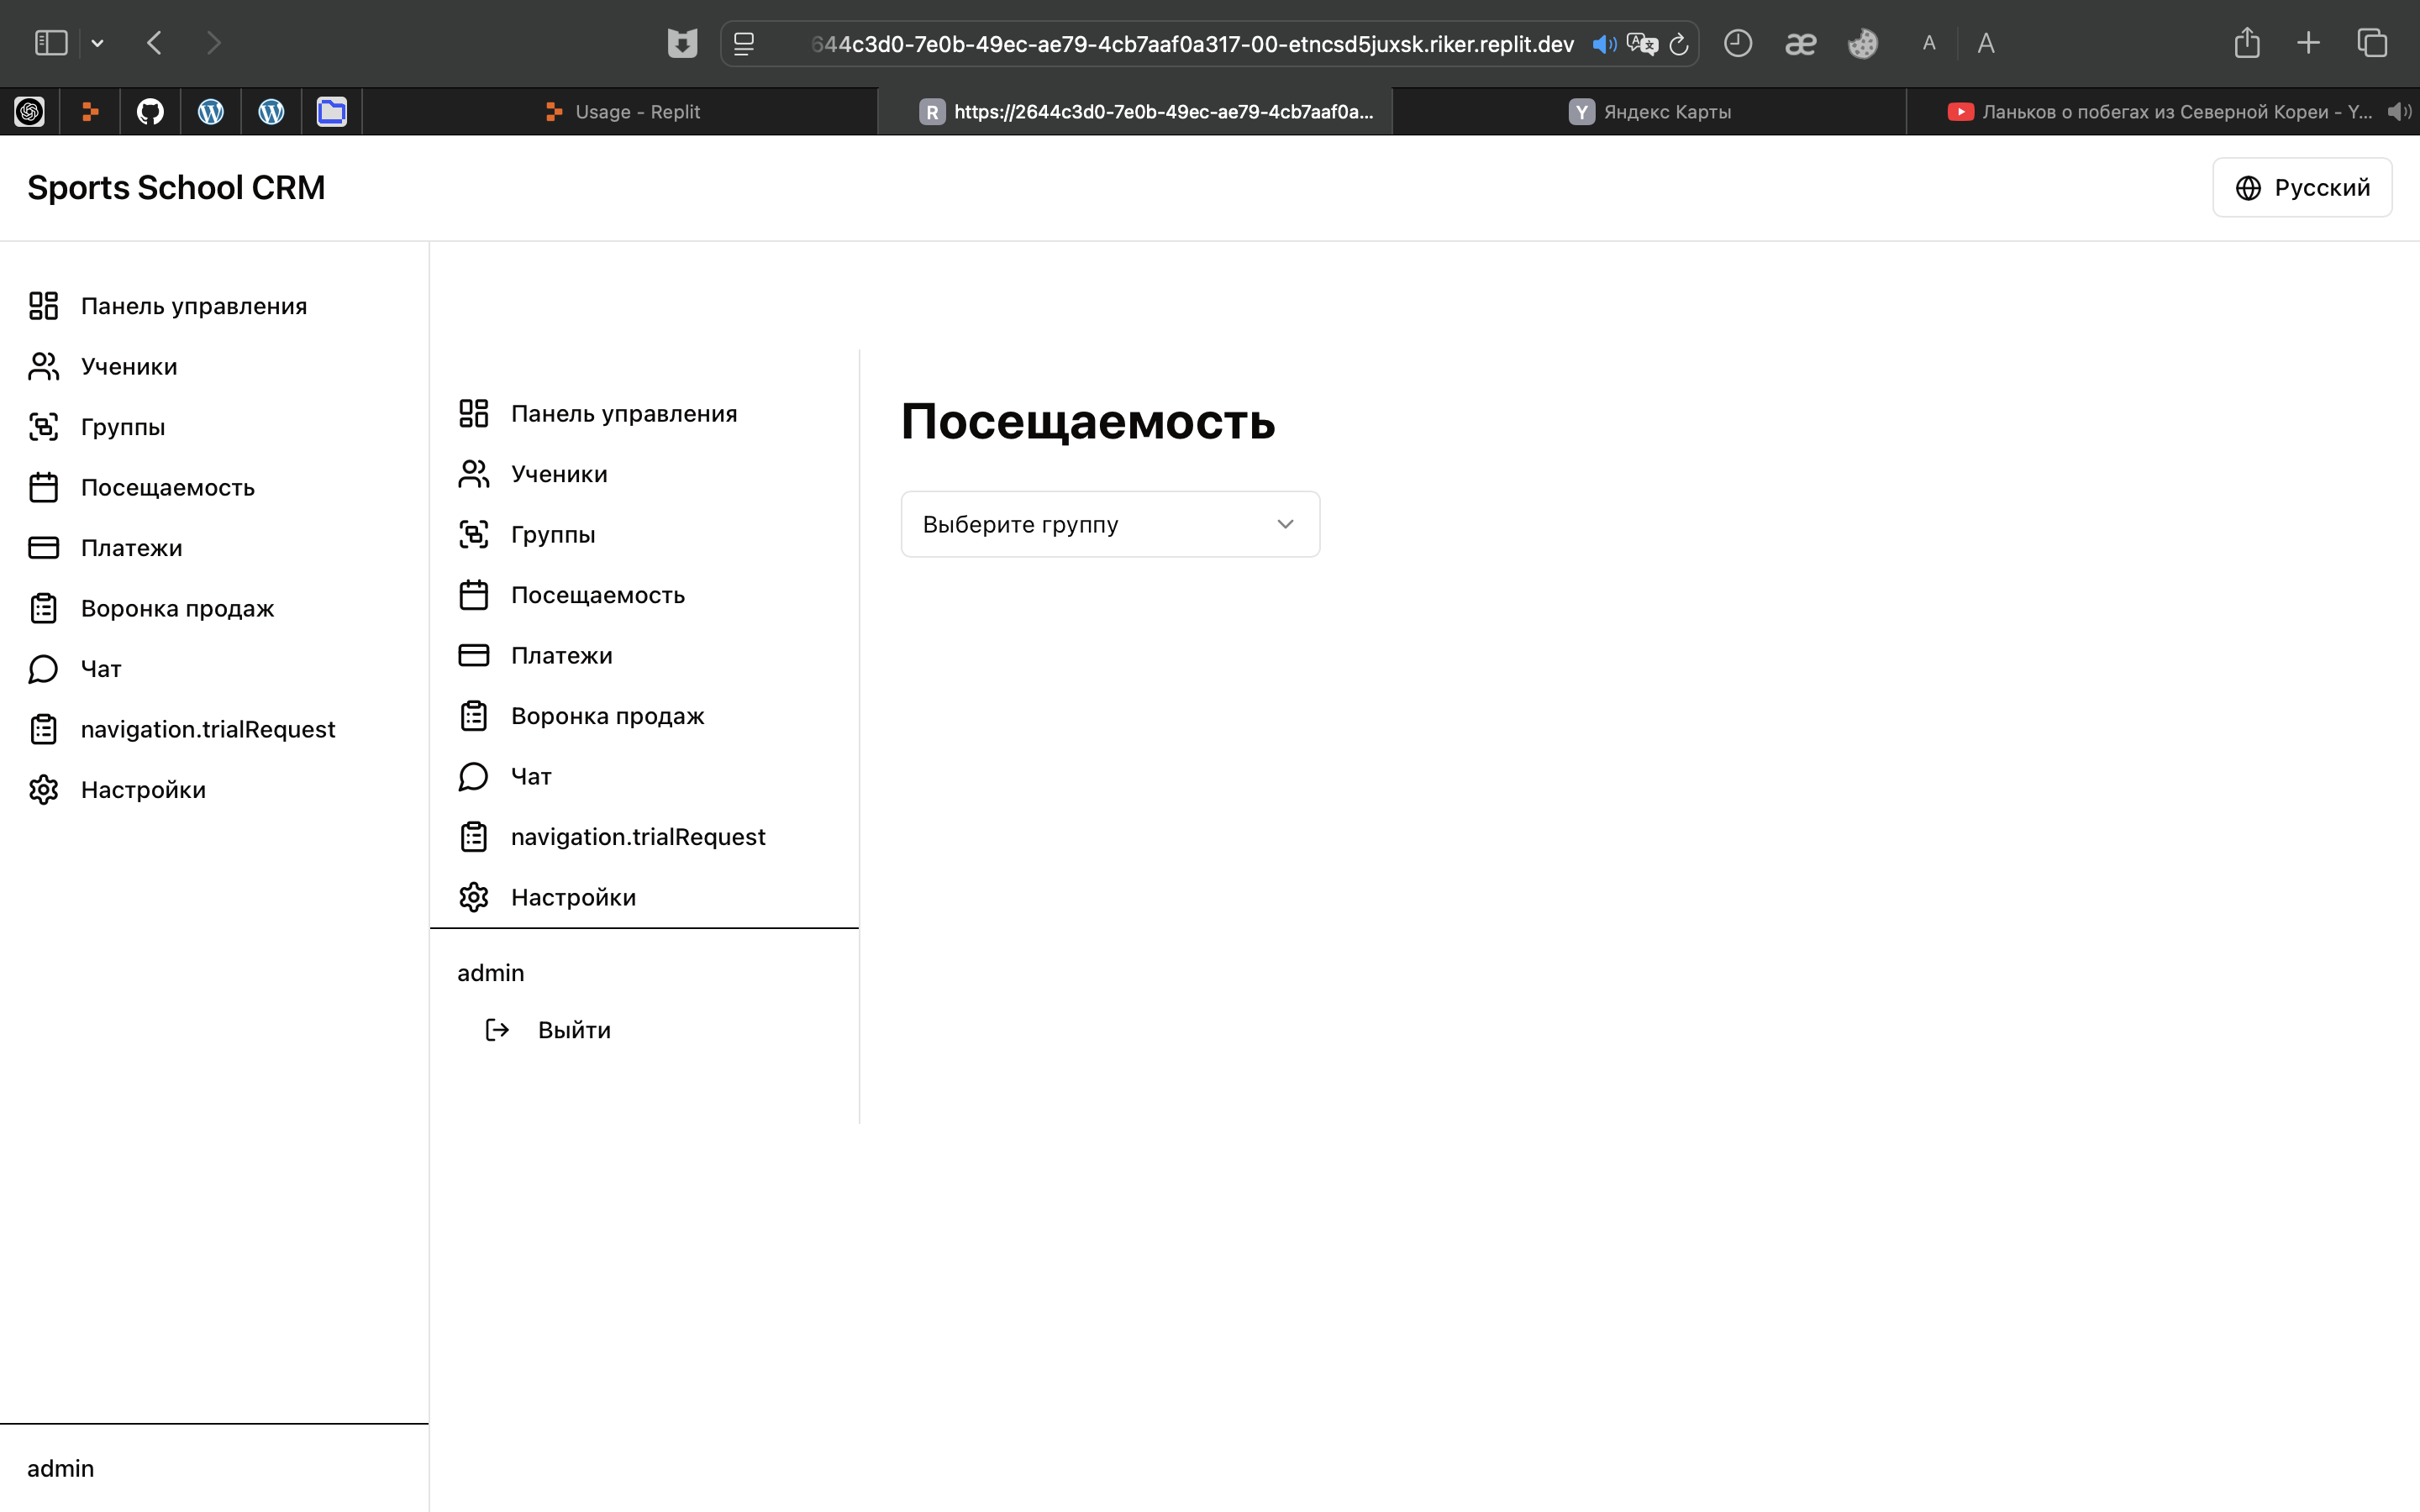 644c3d0-7e0b-49ec-ae79-4cb7aaf0a317-00-etncsd5juxsk.riker.replit.dev
æ
A
A
Usage - Replit
R
https://2644c3d0-7e0b-49ec-ae79-4cb7aaf0a...
Y
Яндекс Карты
Ланьков о побегах из Северной Кореи - Y...
Sports School CRM
Русский
Панель управления
Ученики
Группы
Посещаемость
Платежи
Воронка продаж
Чат
navigation.trialRequest
Настройки
admin
Панель управления
Ученики
Группы
Посещаемость
Платежи
Воронка продаж
Чат
navigation.trialRequest
Настройки
admin
Выйти
Посещаемость
Выберите группу